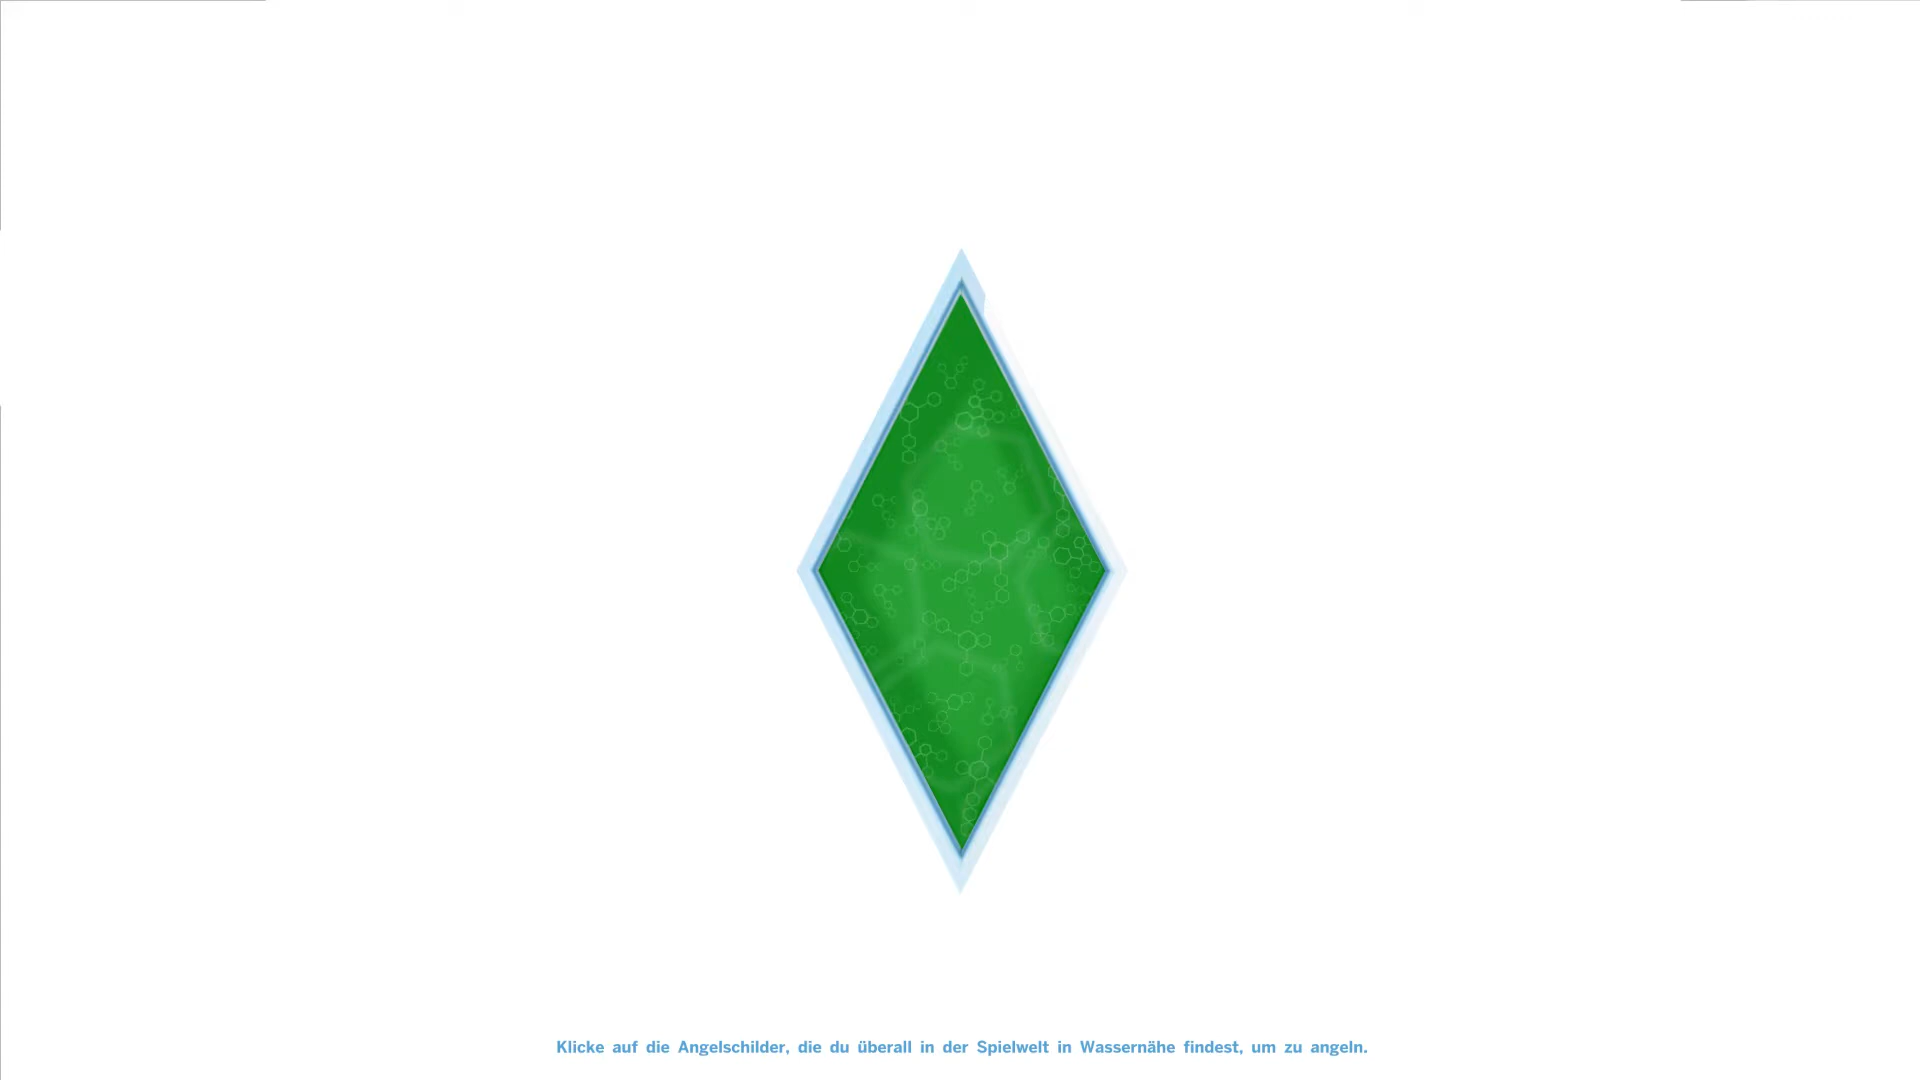 Klicke auf die Angelschilder, die du überall in der Spielwelt in Wassernähe findest, um zu angeln.